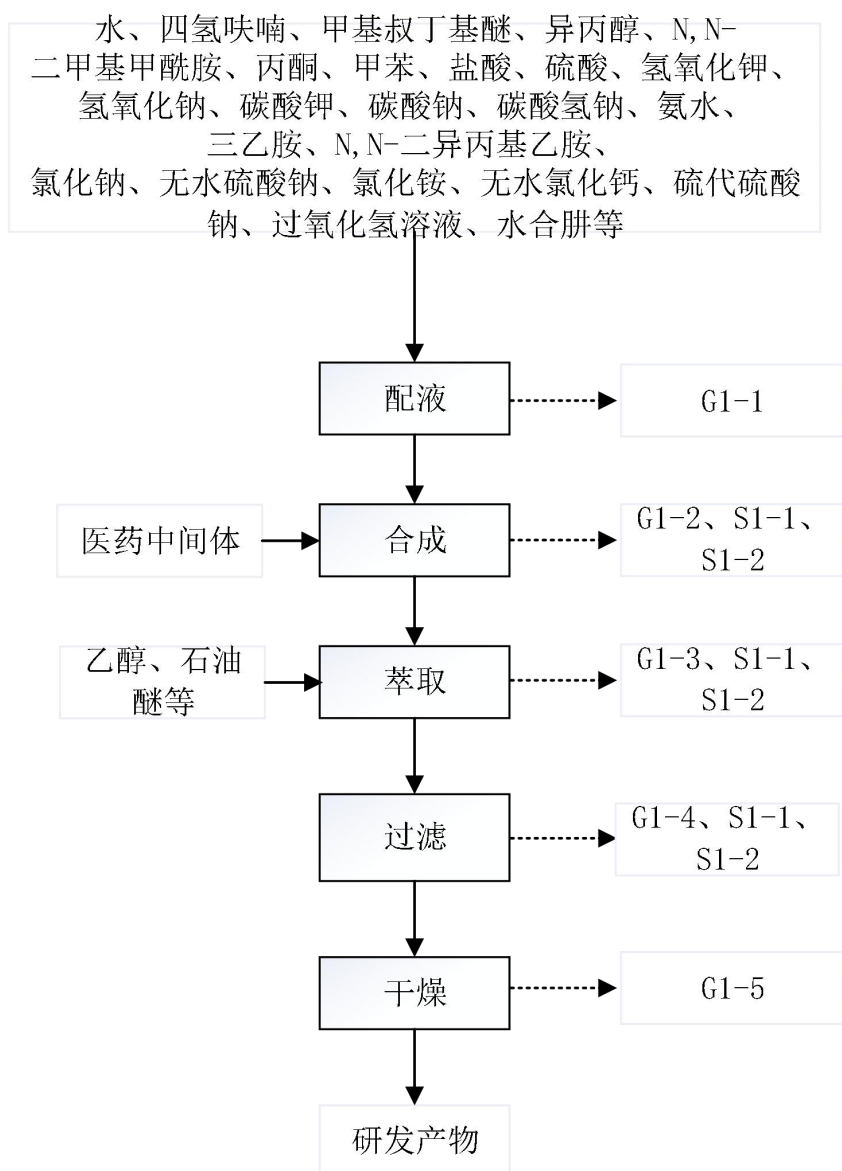 水、四氢呋喃、甲基叔丁基醚、异丙醇、N,N-
二甲基甲酰胺、丙酮、甲苯、盐酸、硫酸、氢氧化钾、
氢氧化钠、碳酸钾、碳酸钠、碳酸氢钠、氨水、
三乙胺、N,N-二异丙基乙胺、
氯化钠、无水硫酸钠、氯化铵、无水氯化钙、硫代硫酸
钠、过氧化氢溶液、水合肼等
配液
G1-1
医药中间体
合成
G1-2、S1-1、
S1-2
乙醇、石油
醚等
萃取
G1-3、S1-1、
S1-2
过滤
G1-4、S1-1、
S1-2
干燥
G1-5
研发产物